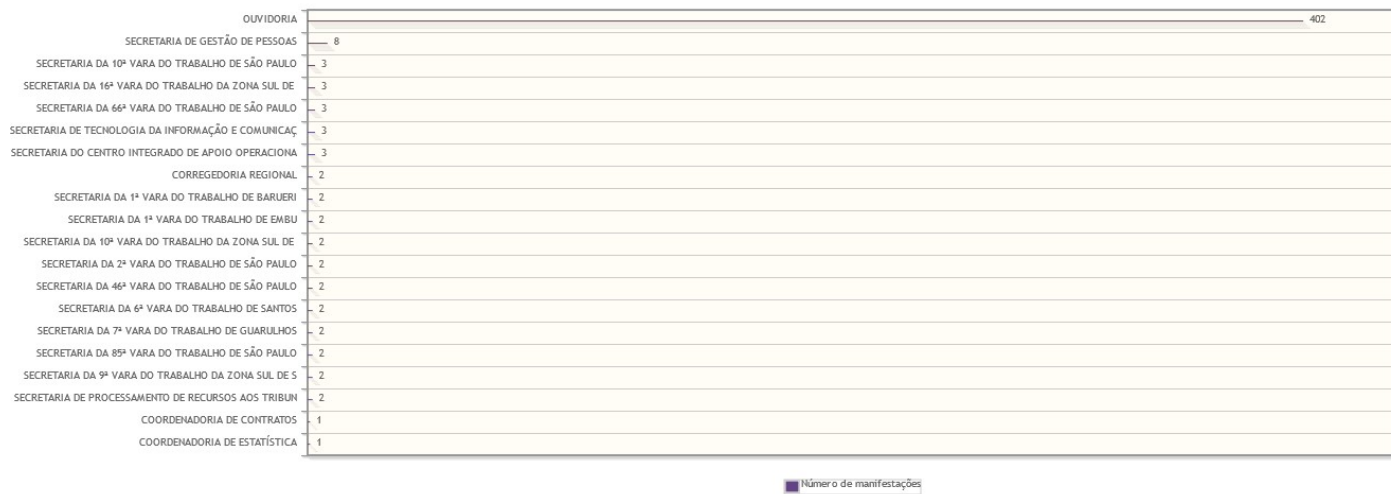 OUVIDORIA 402
SECRETARIA DE GESTÃO DE PESSOAS 8
SECRETARIA DA 10ª VARA DO TRABALHO DE SÃO PAULO 3
SECRETARIA DA 16ª VARA DO TRABALHO DA ZONA SUL DE 3
SECRETARIA DA 66ª VARA DO TRABALHO DE SÃO PAULO 3
SECRETARIA DE TECNOLOGIA DA INFORMAÇÃO E COMUNICAÇ 3
SECRETARIA DO CENTRO INTEGRADO DE APOIO OPERACIONA 3
CORREGEDORIA REGIONAL 2
SECRETARIA DA 1ª VARA DO TRABALHO DE BARUERI 2
SECRETARIA DA 1ª VARA DO TRABALHO DE EMBU 2
SECRETARIA DA 10ª VARA DO TRABALHO DA ZONA SUL DE 2
SECRETARIA DA 2ª VARA DO TRABALHO DE SÃO PAULO 2
SECRETARIA DA 46ª VARA DO TRABALHO DE SÃO PAULO 2
SECRETARIA DA 6ª VARA DO TRABALHO DE SANTOS 2
SECRETARIA DA 7ª VARA DO TRABALHO DE GUARULHOS 2
SECRETARIA DA 85ª VARA DO TRABALHO DE SÃO PAULO 2
SECRETARIA DA 9ª VARA DO TRABALHO DA ZONA SUL DE S 2
SECRETARIA DE PROCESSAMENTO DE RECURSOS AOS TRIBUN 2
COORDENADORIA DE CONTRATOS 1
COORDENADORIA DE ESTATÍSTICA 1
Número de manifestações